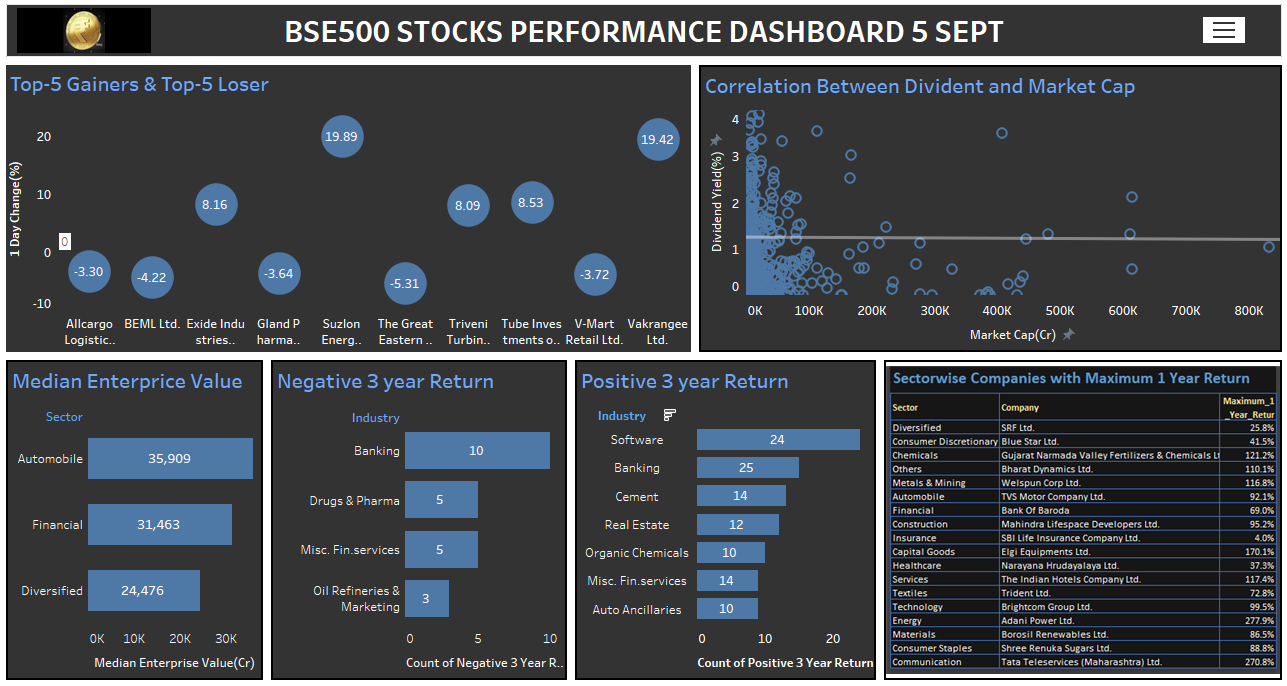 BSE500 STOCKS PERFORMANCE DASHBOARD 5 SEPT
Top-5 Gainers & Top-5 Loser
1 Day Change(%)
20
10
0
-10
0
-3.30
-4.22
8.16
-3.64
19.89
-5.31
8.09
8.53
-3.72
19.42
Allcargo
Logistic..
BEML Ltd.
Exide Indu
stries..
Gland P
harma..
Suzlon
Energ..
The Great
Eastern ..
Triveni
Turbin..
Tube Inves
tments o..
V-Mart
Retail Ltd.
Vakrangee
Ltd.
Correlation Between Divident and Market Cap
Dividend Yield(%)
4
3
2
1
0
0K 100K 200K 300K 400K 500K 600K 700K 800K
Market Cap(Cr)
Median Enterprice Value
Sector
Automobile 35,909
Financial 31,463
Diversified 24,476
0K 10K 20K 30K
Median Enterprise Value(Cr)
Negative 3 year Return
Industry
Banking 10
Drugs & Pharma 5
Misc. Fin.services 5
Oil Refineries &
Marketing 3
0 5 10
Count of Negative 3 Year R..
Positive 3 year Return
Industry
Software 24
Banking 25
Cement 14
Real Estate 12
Organic Chemicals 10
Misc. Fin.services 14
Auto Ancillaries 10
0 10 20
Count of Positive 3 Year Return
Sectorwise Companies with Maximum 1 Year Return
Sector Company Maximum_1
_Year_Retur
Diversified SRF Ltd. 25.8%
Consumer Discretionary Blue Star Ltd. 41.5%
Chemicals Gujarat Narmada Valley Fertilizers & Chemicals Lt 121.2%
Others Bharat Dynamics Ltd. 110.1%
Metals & Mining Welspun Corp Ltd. 116.8%
Automobile TVS Motor Company Ltd. 92.1%
Financial Bank Of Baroda 69.0%
Construction Mahindra Lifespace Developers Ltd. 95.2%
Insurance SBI Life Insurance Company Ltd. 4.0%
Capital Goods Elgi Equipments Ltd. 170.1%
Healthcare Narayana Hrudayalaya Ltd. 37.3%
Services The Indian Hotels Company Ltd. 117.4%
Textiles Trident Ltd. 72.8%
Technology Brightcom Group Ltd. 99.5%
Energy Adani Power Ltd. 277.9%
Materials Borosil Renewables Ltd. 86.5%
Consumer Staples Shree Renuka Sugars Ltd. 88.8%
Communication Tata Teleservices (Maharashtra) Ltd. 270.8%